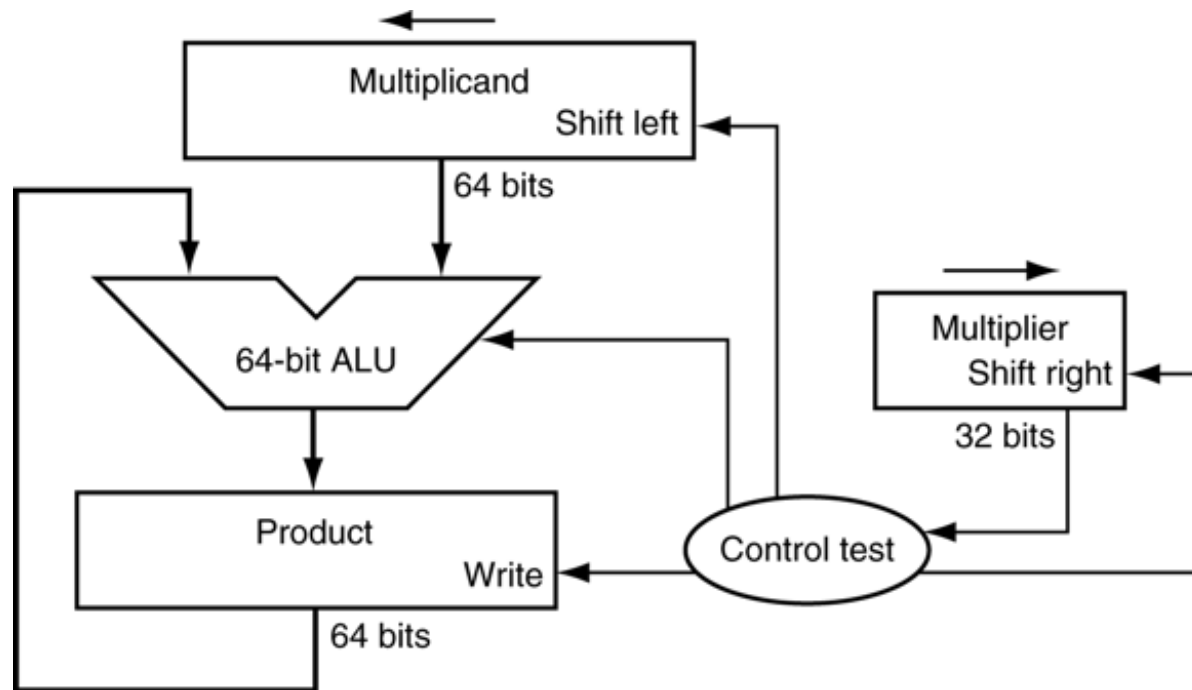 Multiplicand
Shift left
64 bits
64-bit ALU
Multiplier
Shift right
32 bits
Product
Write
Control test
64 bits